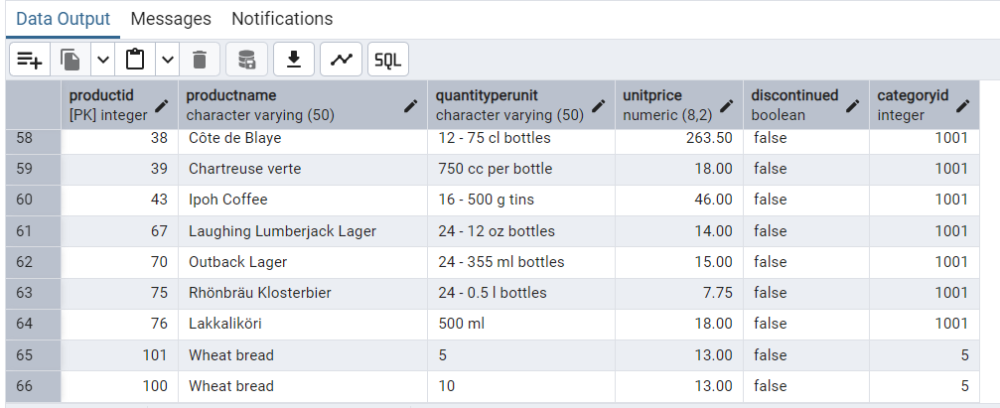 Data Output Messages Notifications
SQL
productid productname quantityperunit unitprice discontinued categoryid
[PK] integer character varying (50) character varying (50) numeric (8,2) boolean integer
58 38 Côte de Blaye 12 - 75 cl bottles 263.50 false 1001
59 39 Chartreuse verte 750 cc per bottle 18.00 false 1001
60 43 Ipoh Coffee 16 - 500 g tins 46.00 false 1001
61 67 Laughing Lumberjack Lager 24 - 12 oz bottles 14.00 false 1001
62 70 Outback Lager 24 - 355 ml bottles 15.00 false 1001
63 75 Rhönbräu Klosterbier 24 - 0.5 l bottles 7.75 false 1001
64 76 Lakkalikööri 500 ml 18.00 false 1001
65 101 Wheat bread 5 13.00 false 5
66 100 Wheat bread 10 13.00 false 5